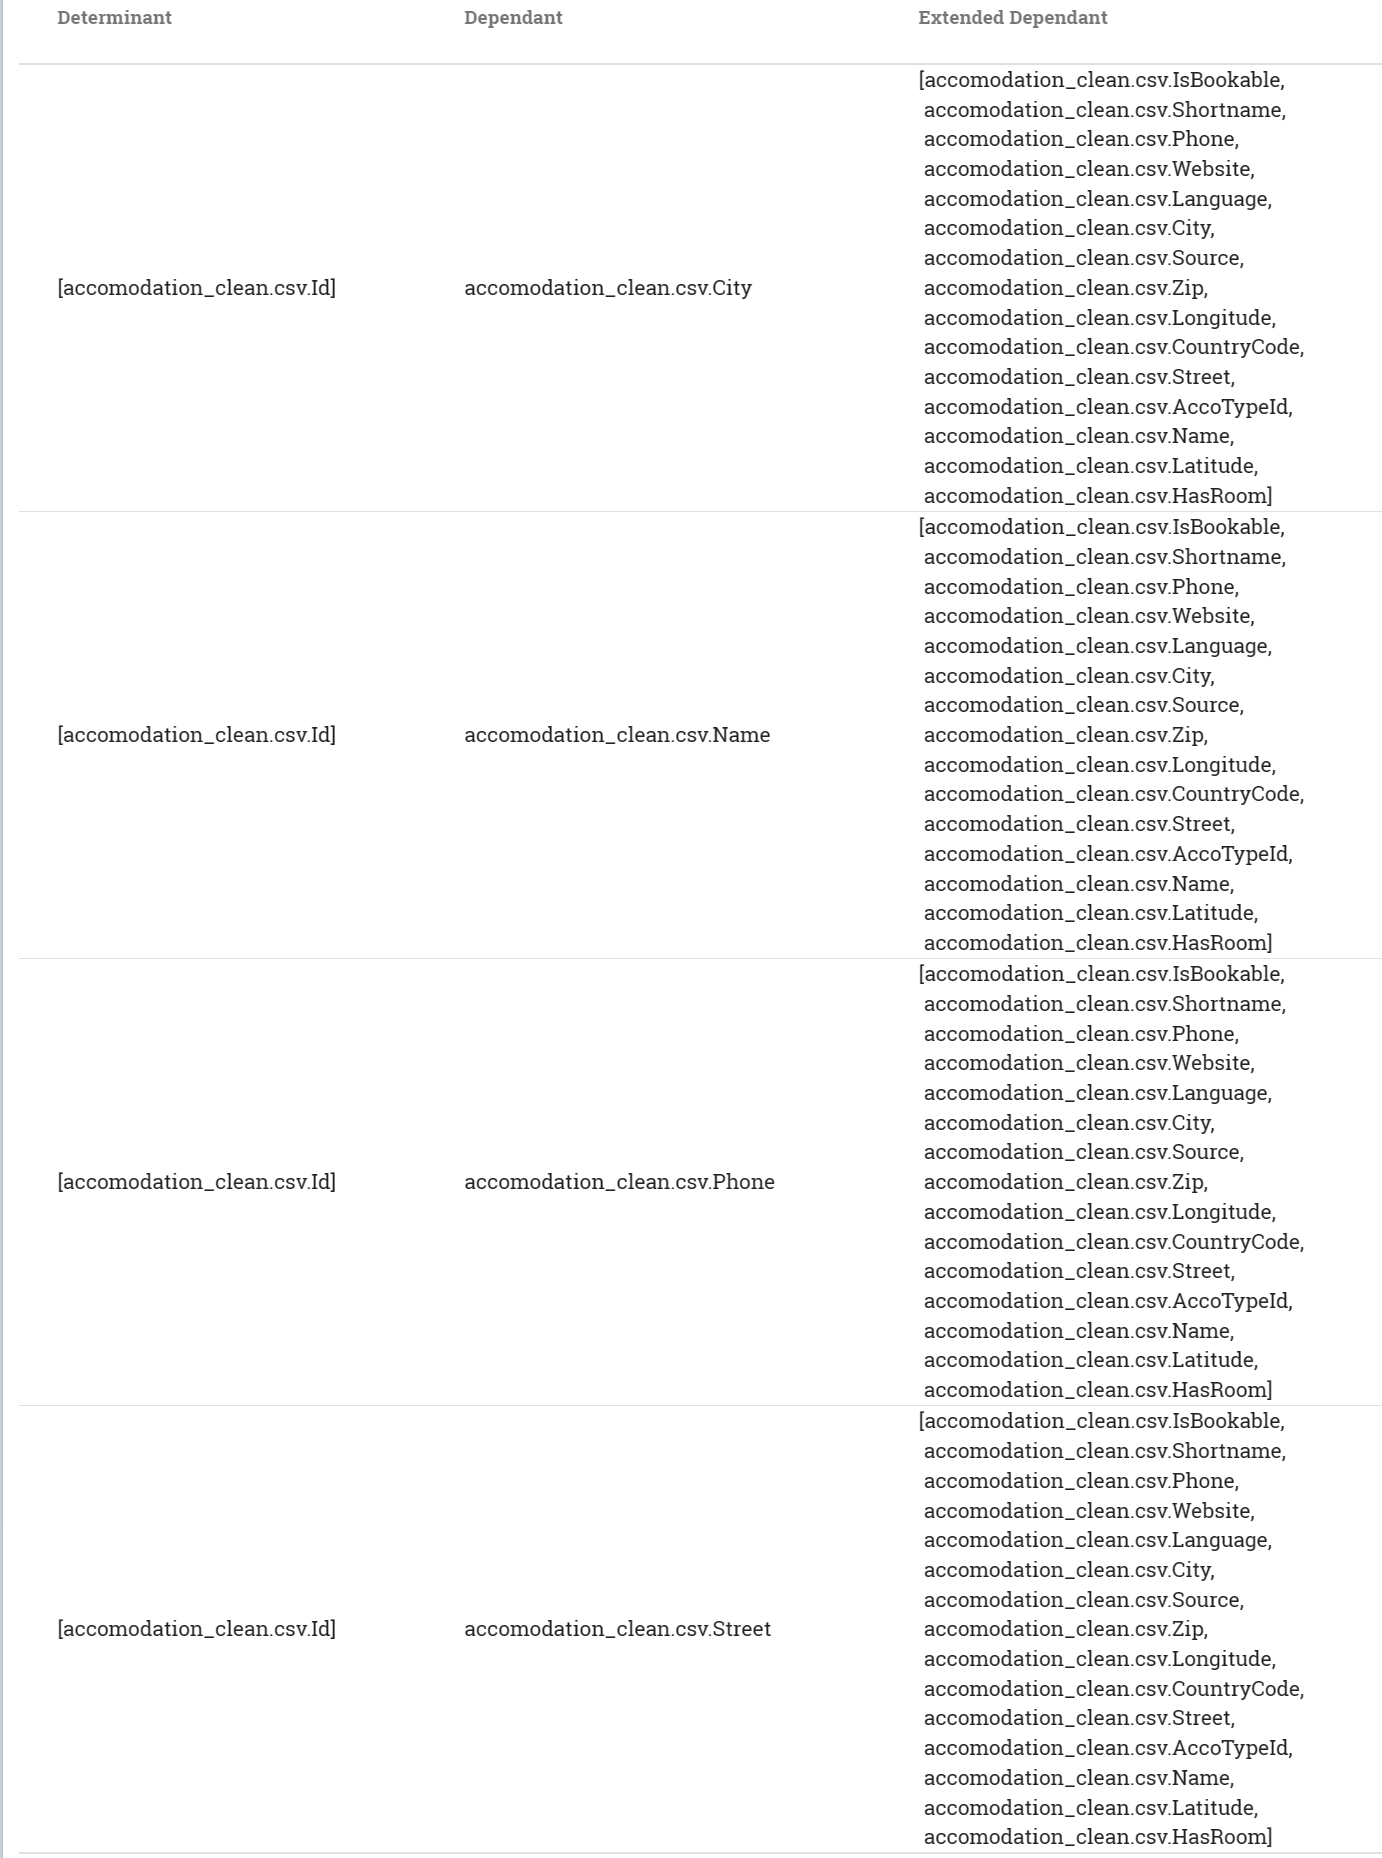 Determinant Dependant Extended Dependant
[accomodation_clean.csv.Id] accomodation_clean.csv.City
[accomodation_clean.csv.IsBookable,
accomodation_clean.csv.Shortname,
accomodation_clean.csv.Phone,
accomodation_clean.csv.Website,
accomodation_clean.csv.Language,
accomodation_clean.csv.City,
accomodation_clean.csv.Source,
accomodation_clean.csv.Zip,
accomodation_clean.csv.Longitude,
accomodation_clean.csv.CountryCode,
accomodation_clean.csv.Street,
accomodation_clean.csv.AccoTypeId,
accomodation_clean.csv.Name,
accomodation_clean.csv.Latitude,
accomodation_clean.csv.HasRoom]
[accomodation_clean.csv.Id] accomodation_clean.csv.Name
[accomodation_clean.csv.IsBookable,
accomodation_clean.csv.Shortname,
accomodation_clean.csv.Phone,
accomodation_clean.csv.Website,
accomodation_clean.csv.Language,
accomodation_clean.csv.City,
accomodation_clean.csv.Source,
accomodation_clean.csv.Zip,
accomodation_clean.csv.Longitude,
accomodation_clean.csv.CountryCode,
accomodation_clean.csv.Street,
accomodation_clean.csv.AccoTypeId,
accomodation_clean.csv.Name,
accomodation_clean.csv.Latitude,
accomodation_clean.csv.HasRoom]
[accomodation_clean.csv.Id] accomodation_clean.csv.Phone
[accomodation_clean.csv.IsBookable,
accomodation_clean.csv.Shortname,
accomodation_clean.csv.Phone,
accomodation_clean.csv.Website,
accomodation_clean.csv.Language,
accomodation_clean.csv.City,
accomodation_clean.csv.Source,
accomodation_clean.csv.Zip,
accomodation_clean.csv.Longitude,
accomodation_clean.csv.CountryCode,
accomodation_clean.csv.Street,
accomodation_clean.csv.AccoTypeId,
accomodation_clean.csv.Name,
accomodation_clean.csv.Latitude,
accomodation_clean.csv.HasRoom]
[accomodation_clean.csv.Id] accomodation_clean.csv.Street
[accomodation_clean.csv.IsBookable,
accomodation_clean.csv.Shortname,
accomodation_clean.csv.Phone,
accomodation_clean.csv.Website,
accomodation_clean.csv.Language,
accomodation_clean.csv.City,
accomodation_clean.csv.Source,
accomodation_clean.csv.Zip,
accomodation_clean.csv.Longitude,
accomodation_clean.csv.CountryCode,
accomodation_clean.csv.Street,
accomodation_clean.csv.AccoTypeId,
accomodation_clean.csv.Name,
accomodation_clean.csv.Latitude,
accomodation_clean.csv.HasRoom]